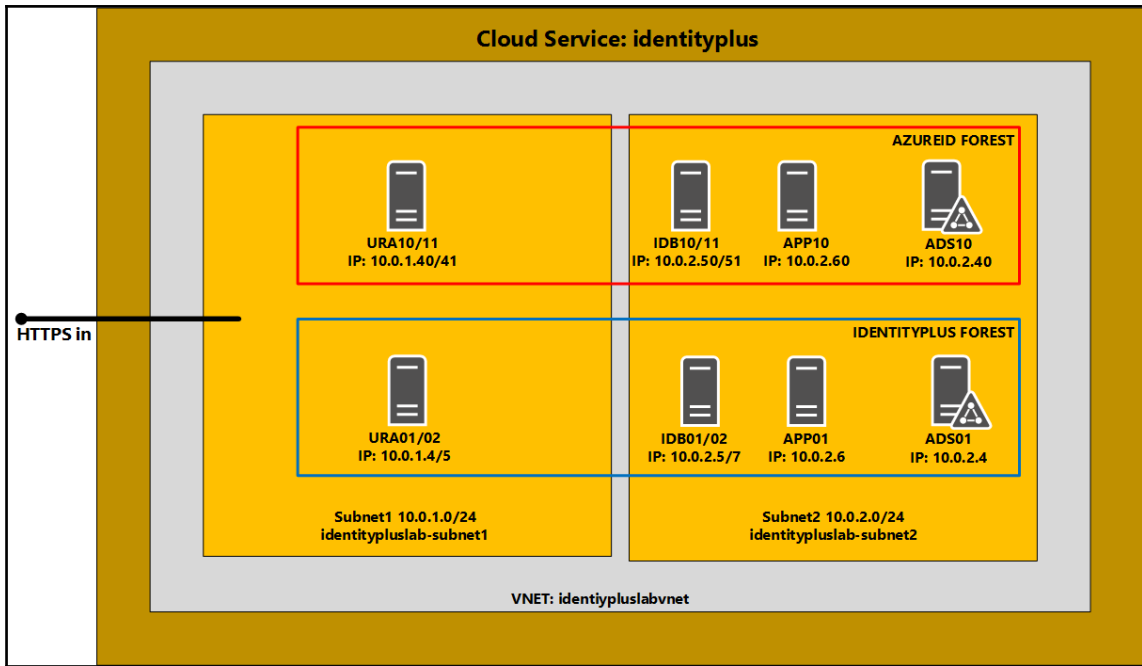 Cloud Service: identityplus
AZUREID FOREST
URA10/11
IP: 10.0.1.40/41
IDB10/11
IP: 10.0.2.50/51
APP10
IP: 10.0.2.60
ADS10
IP: 10.0.2.40
HTTPS in
IDENTITYPLUS FOREST
URA01/02
IP: 10.0.1.4/5
IDB01/02
IP: 10.0.2.5/7
APP01
IP: 10.0.2.6
ADS01
IP: 10.0.2.4
Subnet1 10.0.1.0/24
identitypluslab-subnet1
Subnet2 10.0.2.0/24
identitypluslab-subnet2
VNET: identiypluslabvnet